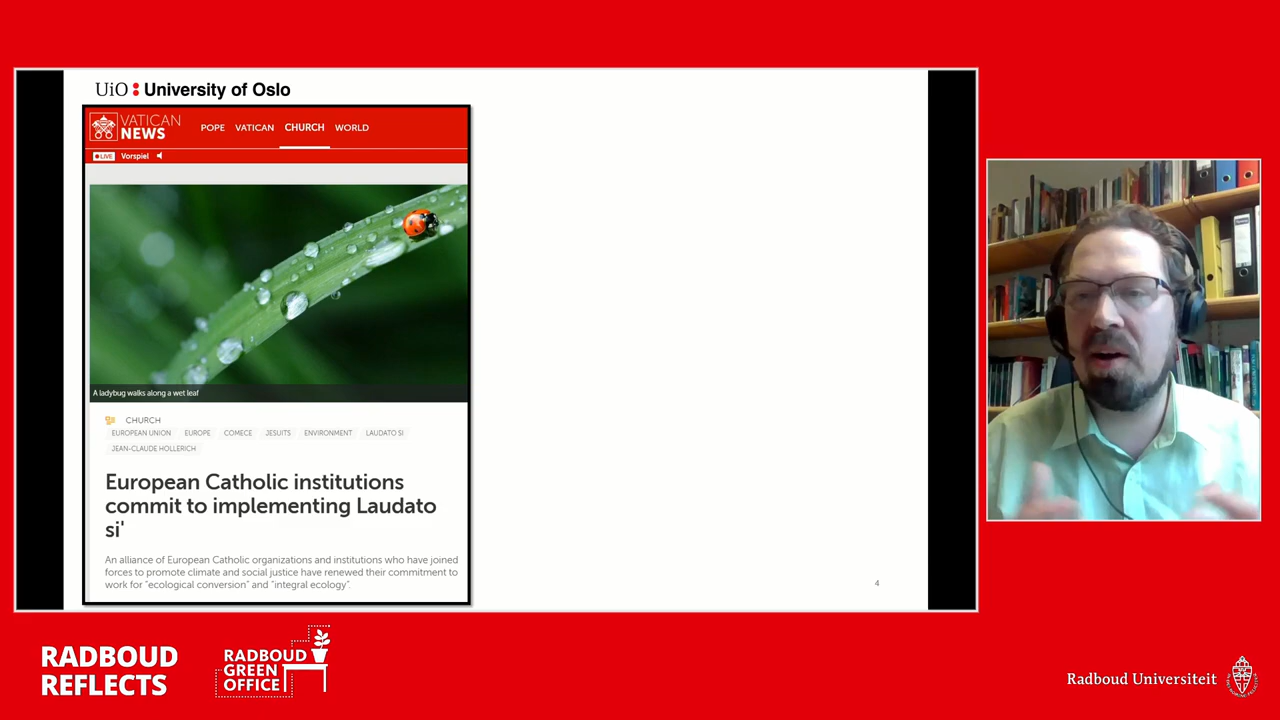 UiO : University of Oslo
VATICAN
NEWS
POPE VATICAN CHURCH WORLD
LIVE Vorspiel
A ladybug walks along a wet leaf
CHURCH
EUROPEAN UNION EUROPE COMECE JESUITS ENVIRONMENT LAUDATO SI
JEAN-CLAUDE HOLLERICH
European Catholic institutions
commit to implementing Laudato
si'
An alliance of European Catholic organizations and institutions who have joined
forces to promote climate and social justice have renewed their commitment to
work for "ecological conversion" and "integral ecology".
4
RADBOUD
REFLECTS
RADBOUD
GREEN
OFFICE
Radboud Universiteit